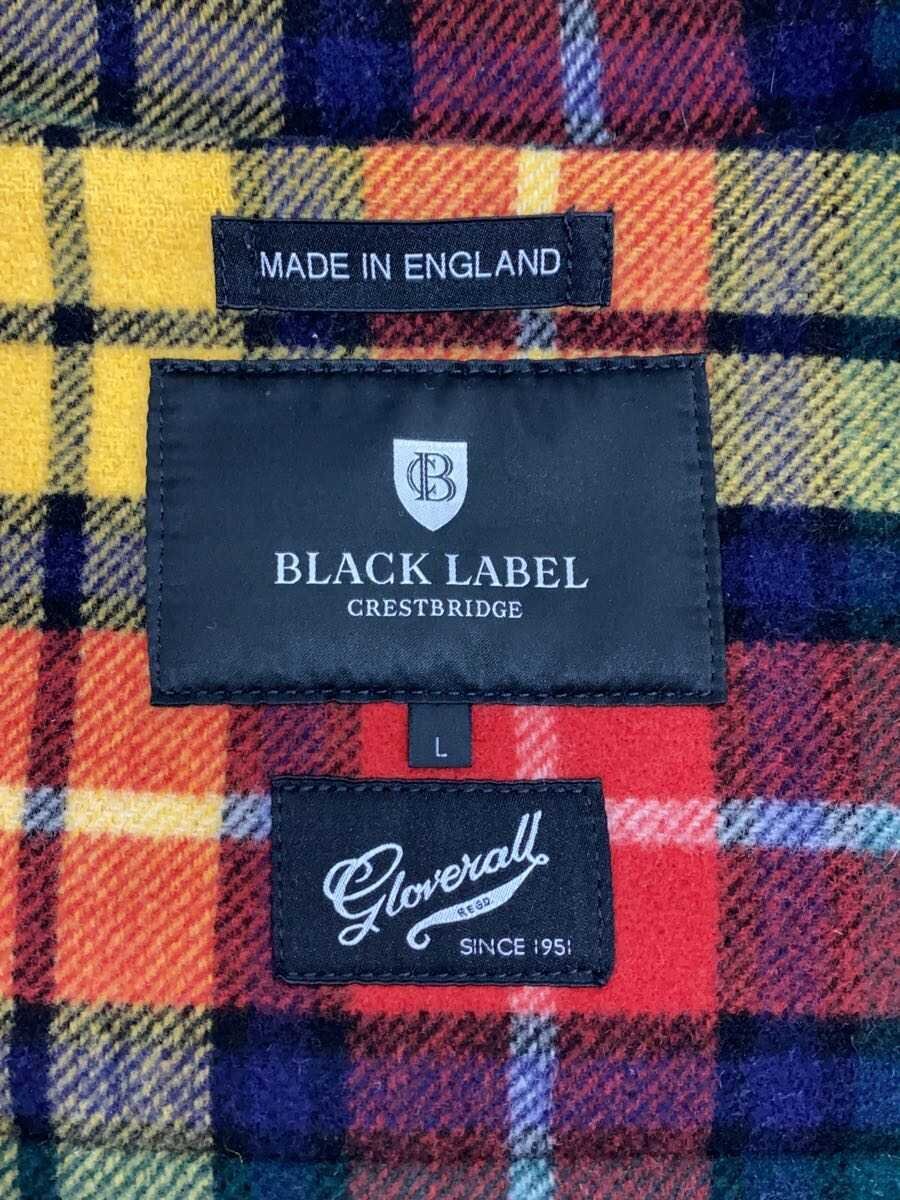 MADE IN ENGLAND
CB
BLACK LABEL
CRESTBRIDGE
L
Gloverall
REGD.
SINCE 1951